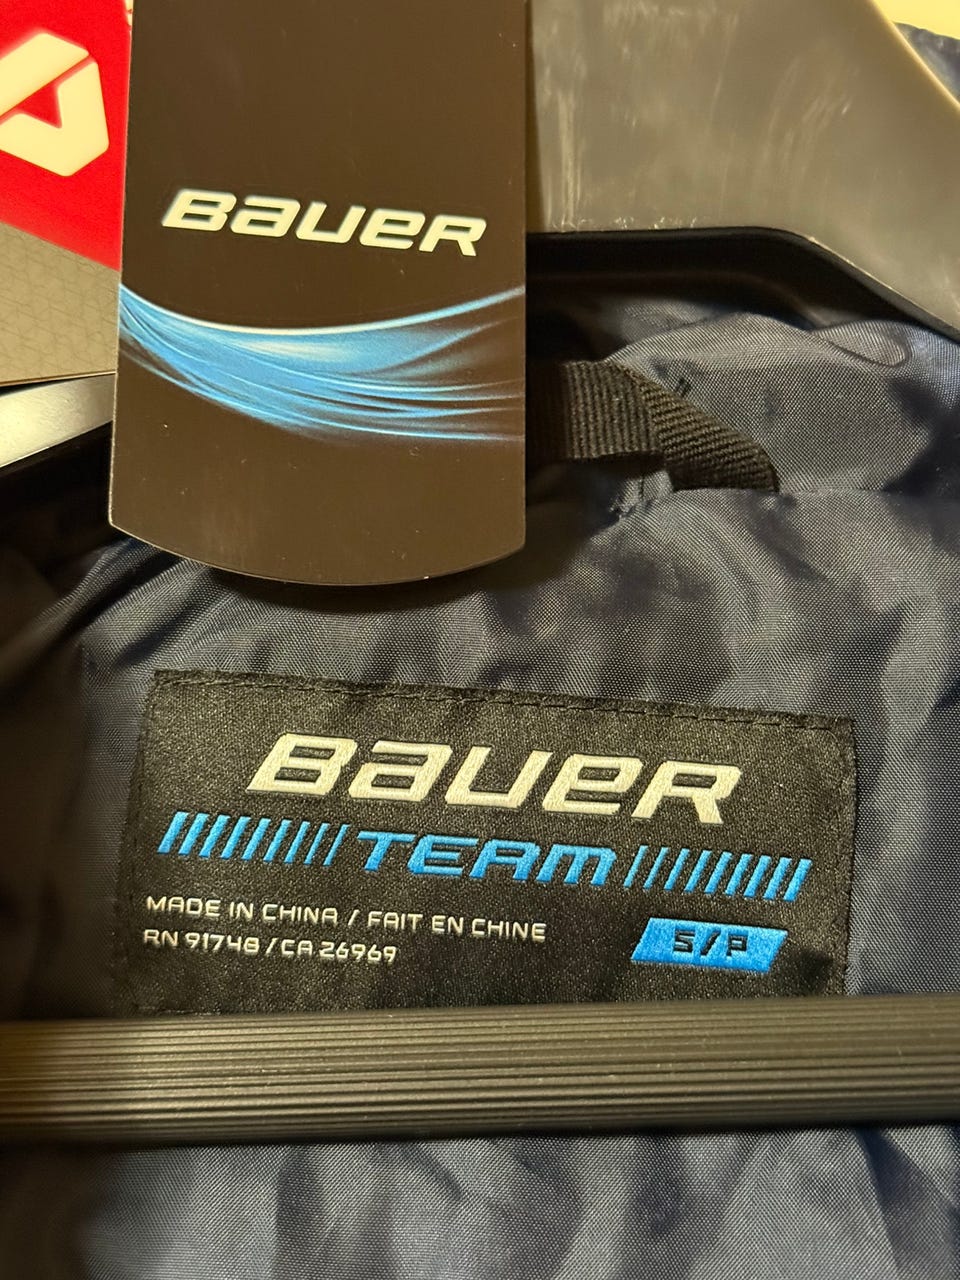 BAUER
BAUER
TEAM
MADE IN CHINA / FAIT EN CHINE
RN 91748 / CA 26969
S/P